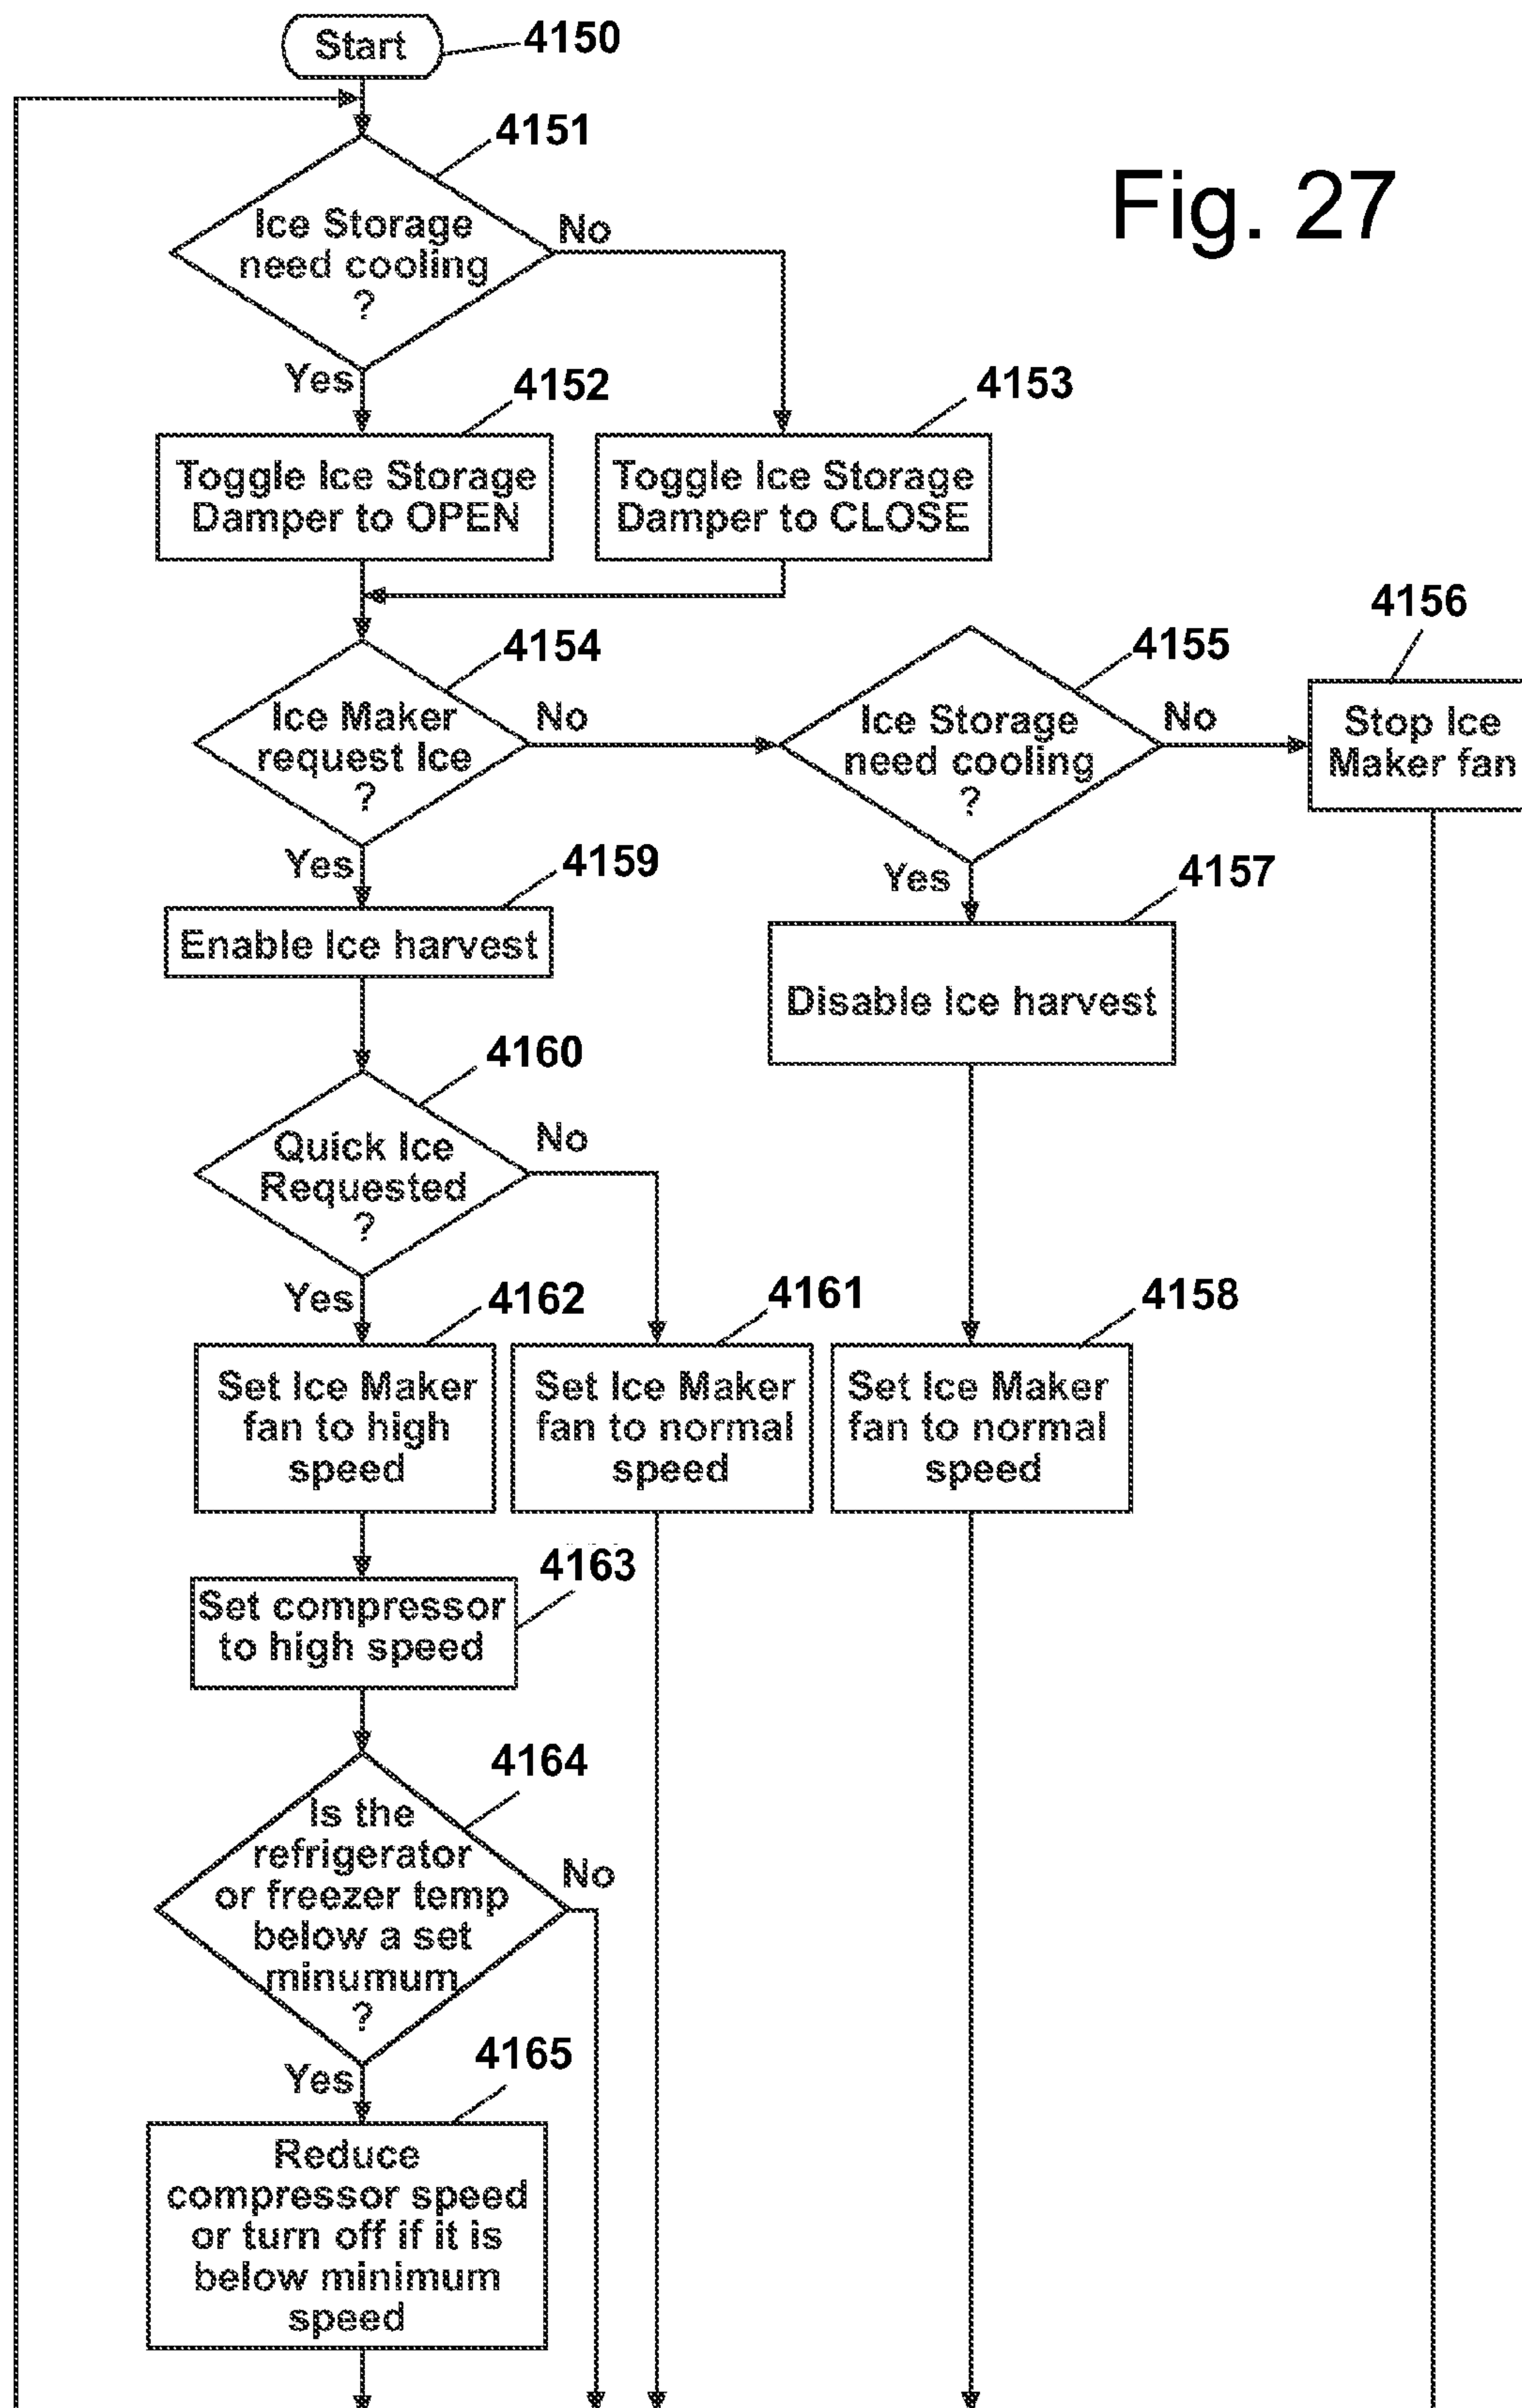 Start
4150
4151
Fig. 27
Ice Storage
need cooling
?
No
Yes
4152
4153
Toggle Ice Storage
Damper to OPEN
Toggle Ice Storage
Damper to CLOSE
4154
Ice Maker
request Ice
?
No
Yes
4155
Ice Storage
need cooling
?
No
Yes
4156
Stop Ice
Maker fan
4159
Enable Ice harvest
4157
Disable Ice harvest
4160
Quick Ice
Requested
?
No
Yes
4162
Set Ice Maker
fan to high
speed
4161
Set Ice Maker
fan to normal
speed
4158
Set Ice Maker
fan to normal
speed
4163
Set compressor
to high speed
4164
Is the
refrigerator
or freezer temp
below a set
minumum
?
No
Yes
4165
Reduce
compressor speed
or turn off if it is
below minimum
speed